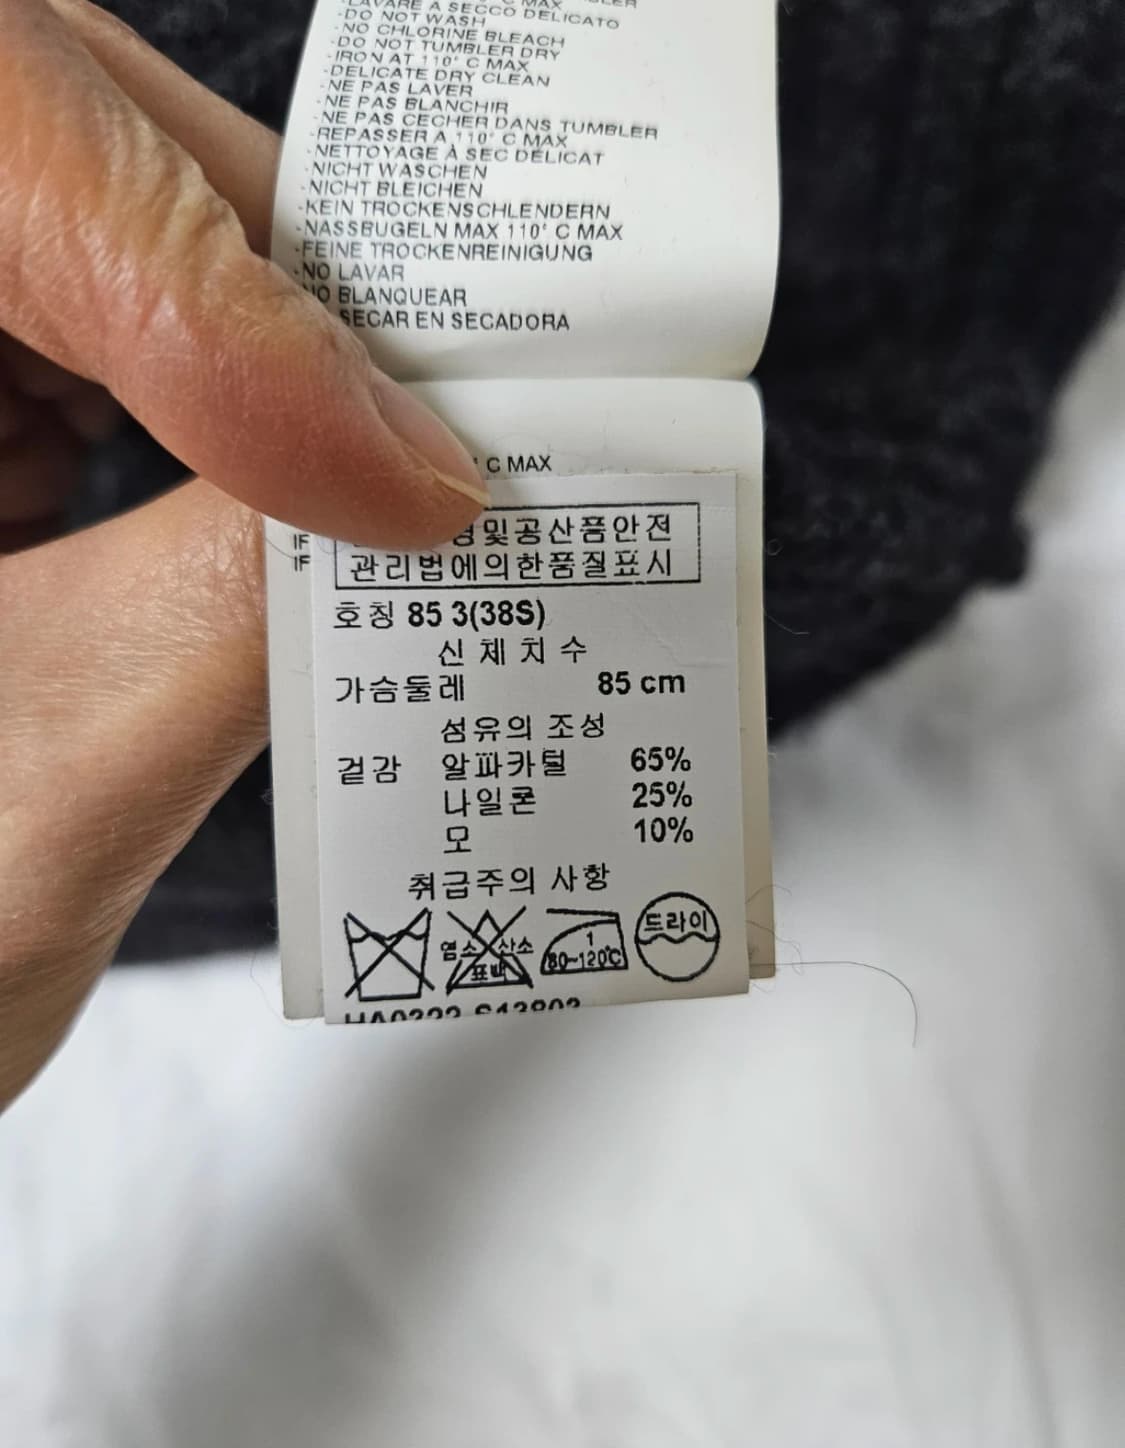 -LAVARE A SECCO DELICATO
-DO NOT WASH
-NO CHLORINE BLEACH
-DO NOT TUMBLER DRY
-IRON AT 110° C MAX
-DELICATE DRY CLEAN
-NE PAS LAVER
-NE PAS BLANCHIR
-NE PAS CECHER DANS TUMBLER
-REPASSER A 110° C MAX
-NETTOYAGE À SEC DÉLICAT
-NICHT WASCHEN
-NICHT BLEICHEN
-KEIN TROCKENSCHLENDERN
-NASSBUGELN MAX 110° C MAX
-FEINE TROCKENREINIGUNG
-NO LAVAR
NO BLANQUEAR
SECAR EN SECADORA
° C MAX
IF
IF
및공산품안전
관리법에의한품질표시
호칭 85 3(38S)
신 체 치 수
가슴둘레 85 cm
섬유의 조성
겉감 알파카털 65%
나일론 25%
모 10%
취급주의 사항
염소 산소
표백
1
80~120℃
드라이